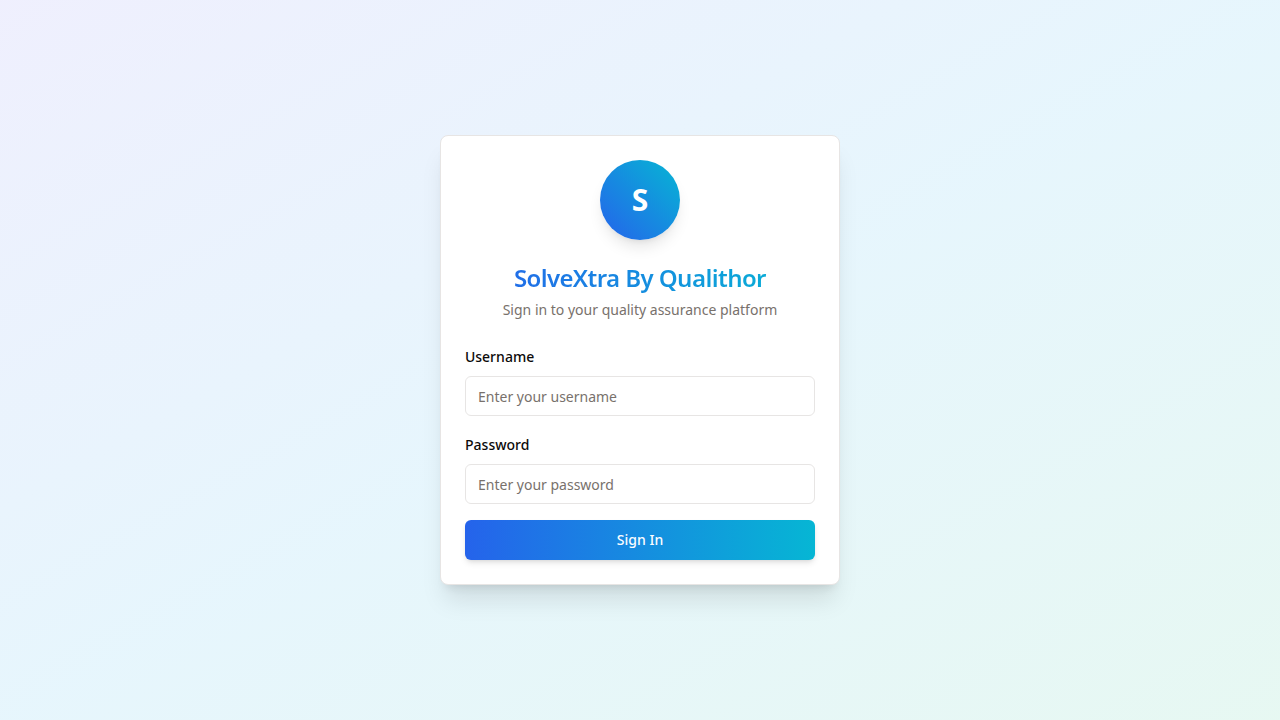 S
SolveXtra By Qualithor
Sign in to your quality assurance platform
Username
Enter your username
Password
Enter your password
Sign In